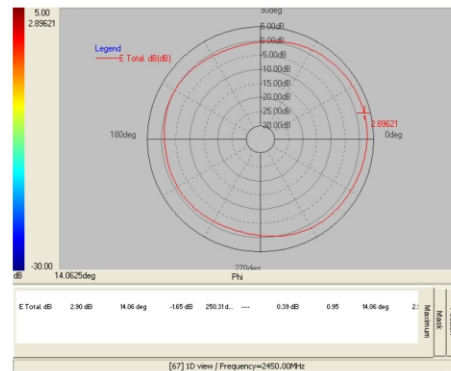 5.00
2.89621
90deg
5.00dB
Legend
E Total. dB(dB)
0.00dB
-5.00dB
-10.00dB
-15.00dB
-20.00dB
-25.00dB
-30.00dB
2.89621
180deg
0deg
-30.00
270deg
dB
14.0625deg
Phi
E Total. dB 2.90 dB 14.06 deg -1.65 dB 258.31 d... ---- 0.39 dB 0.95 14.06 deg
Maximum
Mask
[67] 1D view / Frequency=2450.00MHz